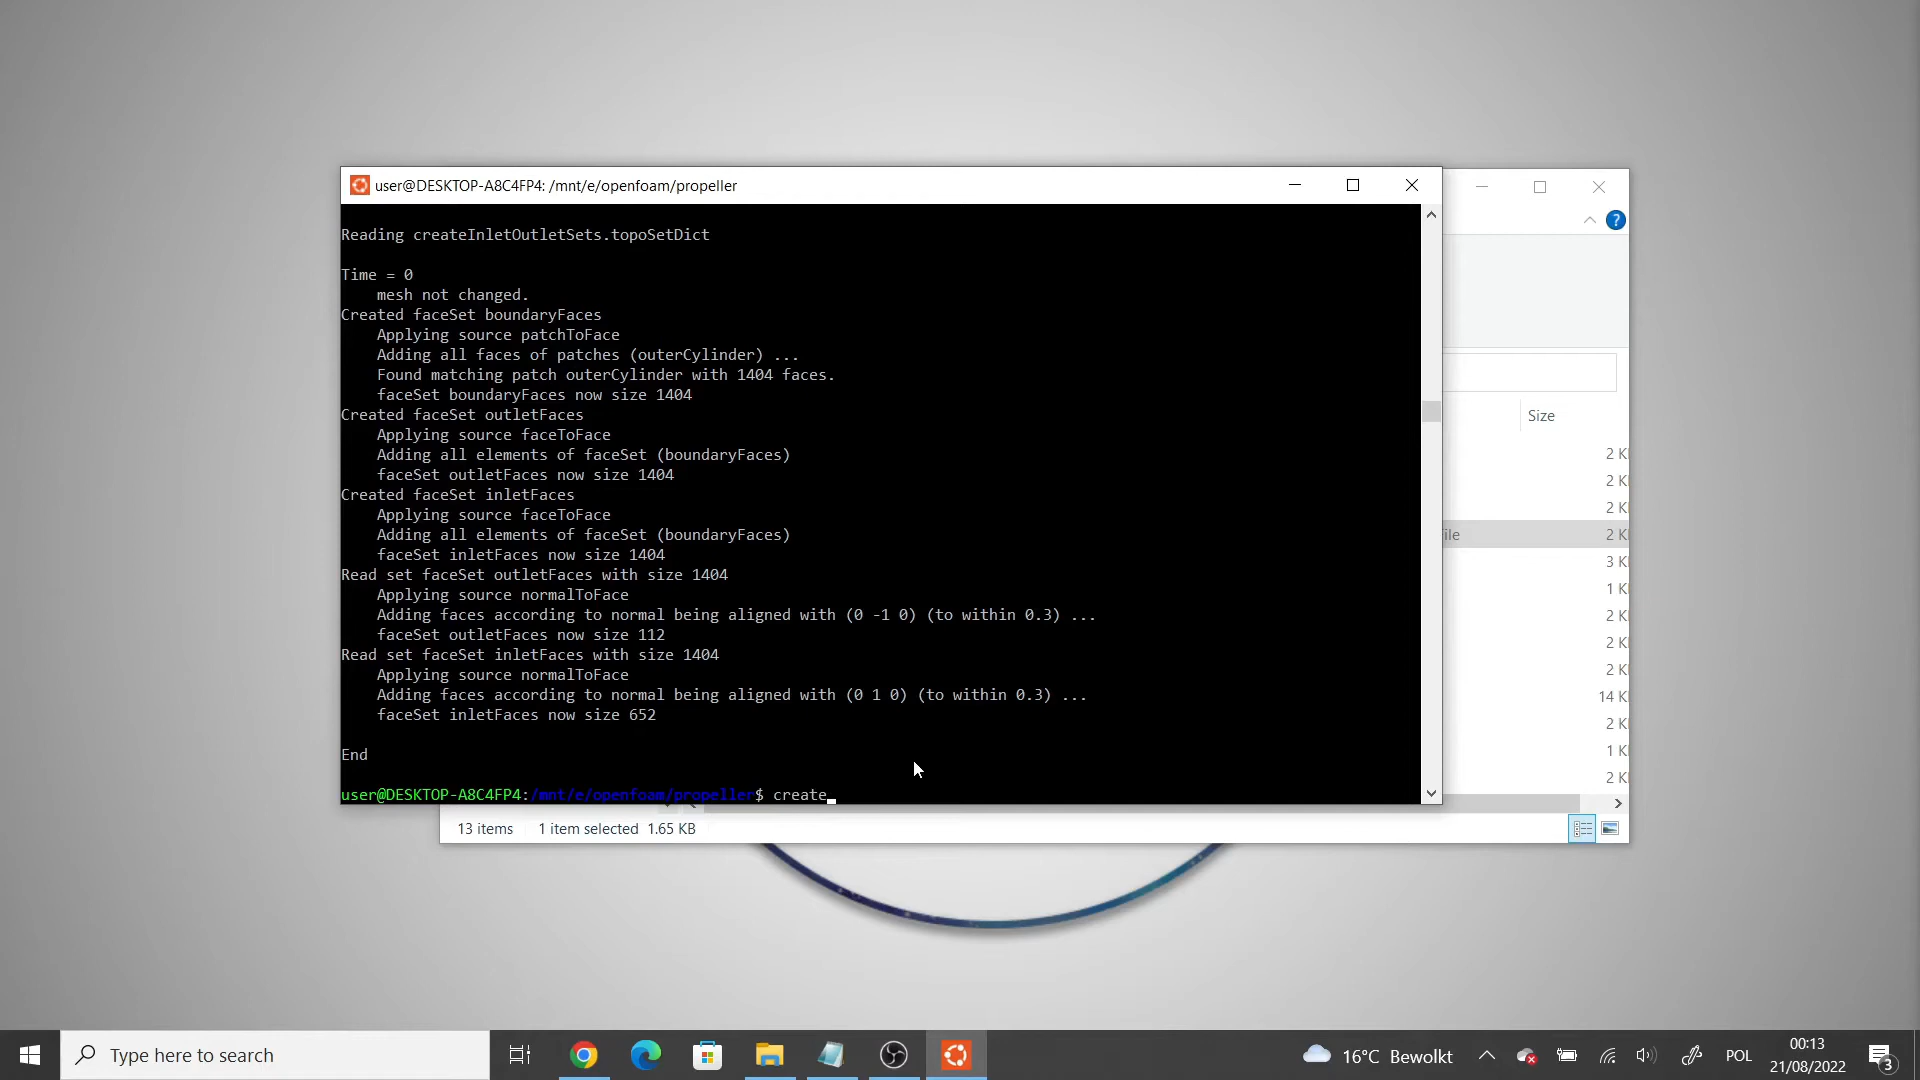 user@DESKTOP-A8C4FP4: /mnt/e/openfoam/propeller
Reading createInletOutletSets.topoSetDict
Time = 0
mesh not changed.
Created faceSet boundaryFaces
Applying source patchToFace
Adding all faces of patches (outerCylinder) ...
Found matching patch outerCylinder with 1404 faces.
faceSet boundaryFaces now size 1404
Created faceSet outletFaces
Applying source faceToFace
Adding all elements of faceSet (boundaryFaces)
faceSet outletFaces now size 1404
Created faceSet inletFaces
Applying source faceToFace
Adding all elements of faceSet (boundaryFaces)
faceSet inletFaces now size 1404
Read set faceSet outletFaces with size 1404
Applying source normalToFace
Adding faces according to normal being aligned with (0 -1 0) (to within 0.3) ...
faceSet outletFaces now size 112
Read set faceSet inletFaces with size 1404
Applying source normalToFace
Adding faces according to normal being aligned with (0 1 0) (to within 0.3) ...
faceSet inletFaces now size 652
End
user@DESKTOP-A8C4FP4:/mnt/e/openfoam/propeller$ create
?
Size
2 K
2 K
2 K
ile 2 K
3 K
1 K
2 K
2 K
2 K
14 K
2 K
1 K
2 K
13 items 1 item selected 1.65 KB
Type here to search
16°C Bewolkt
POL
00:13
21/08/2022
3